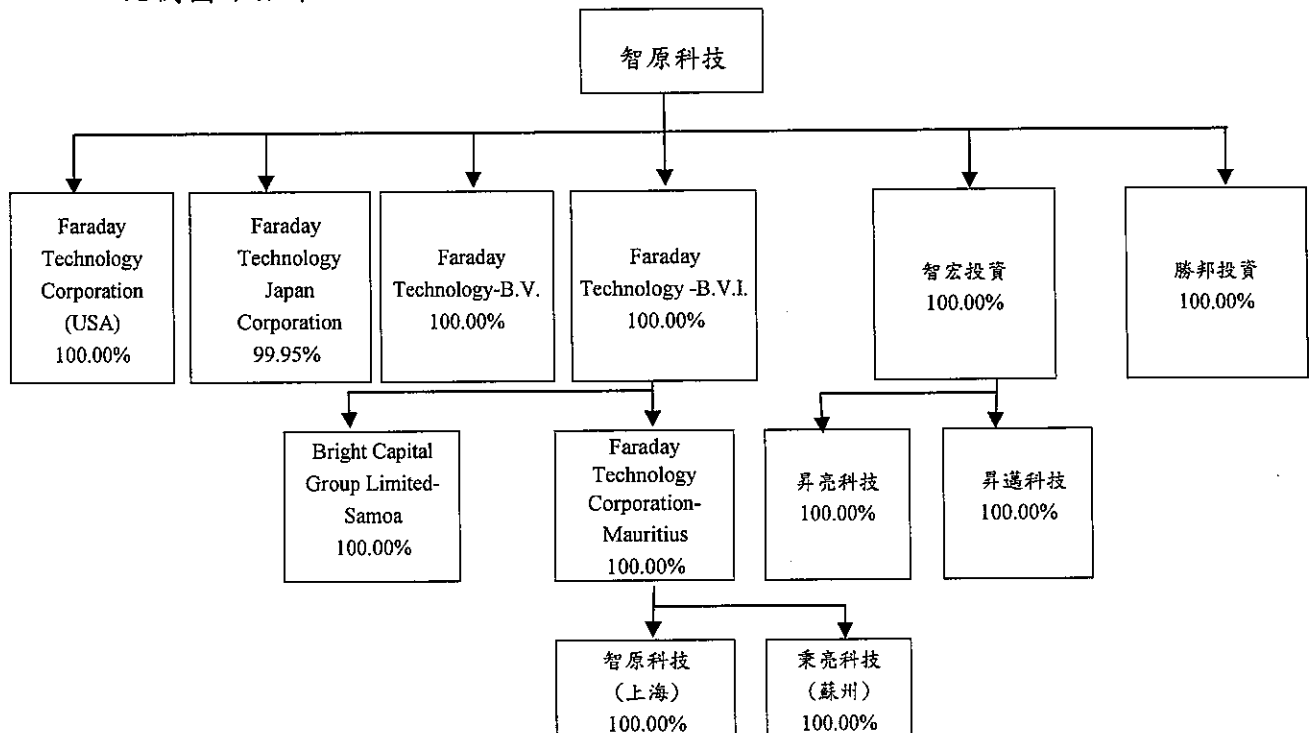 智原科技
Faraday
Technology
Corporation
(USA)
100.00%
Faraday
Technology
Japan
Corporation
99.95%
Faraday
Technology-B.V.
100.00%
Faraday
Technology -B.V.I.
100.00%
智宏投資
100.00%
勝邦投資
100.00%
Bright Capital
Group Limited-
Samoa
100.00%
Faraday
Technology
Corporation-
Mauritius
100.00%
昇亮科技
100.00%
昇邁科技
100.00%
智原科技
(上海)
100.00%
秉亮科技
(蘇州)
100.00%